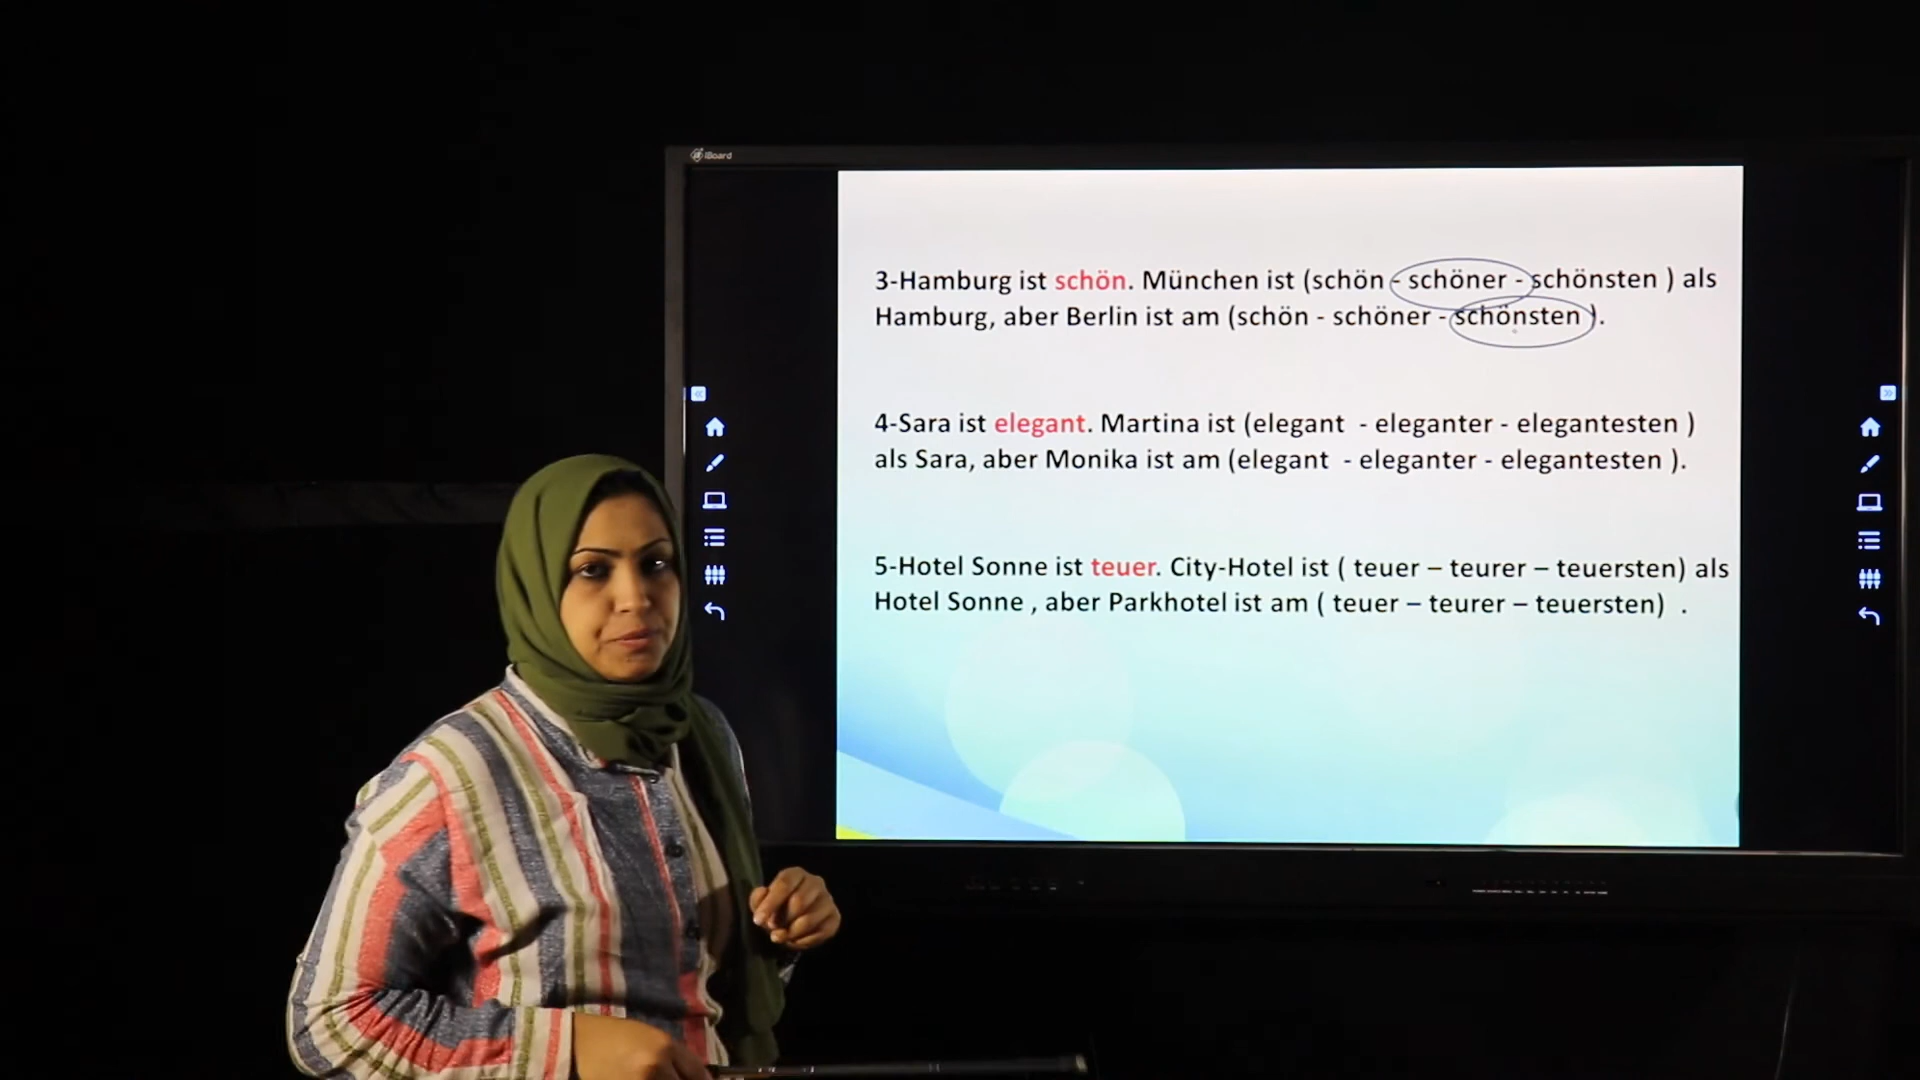 iBoard
3-Hamburg ist schön. München ist (schön - schöner - schönsten ) als
Hamburg, aber Berlin ist am (schön - schöner - schönsten ).
4-Sara ist elegant. Martina ist (elegant - eleganter - elegantesten )
als Sara, aber Monika ist am (elegant - eleganter - elegantesten ).
5-Hotel Sonne ist teuer. City-Hotel ist ( teuer – teurer – teuersten) als
Hotel Sonne , aber Parkhotel ist am ( teuer – teurer – teuersten) .